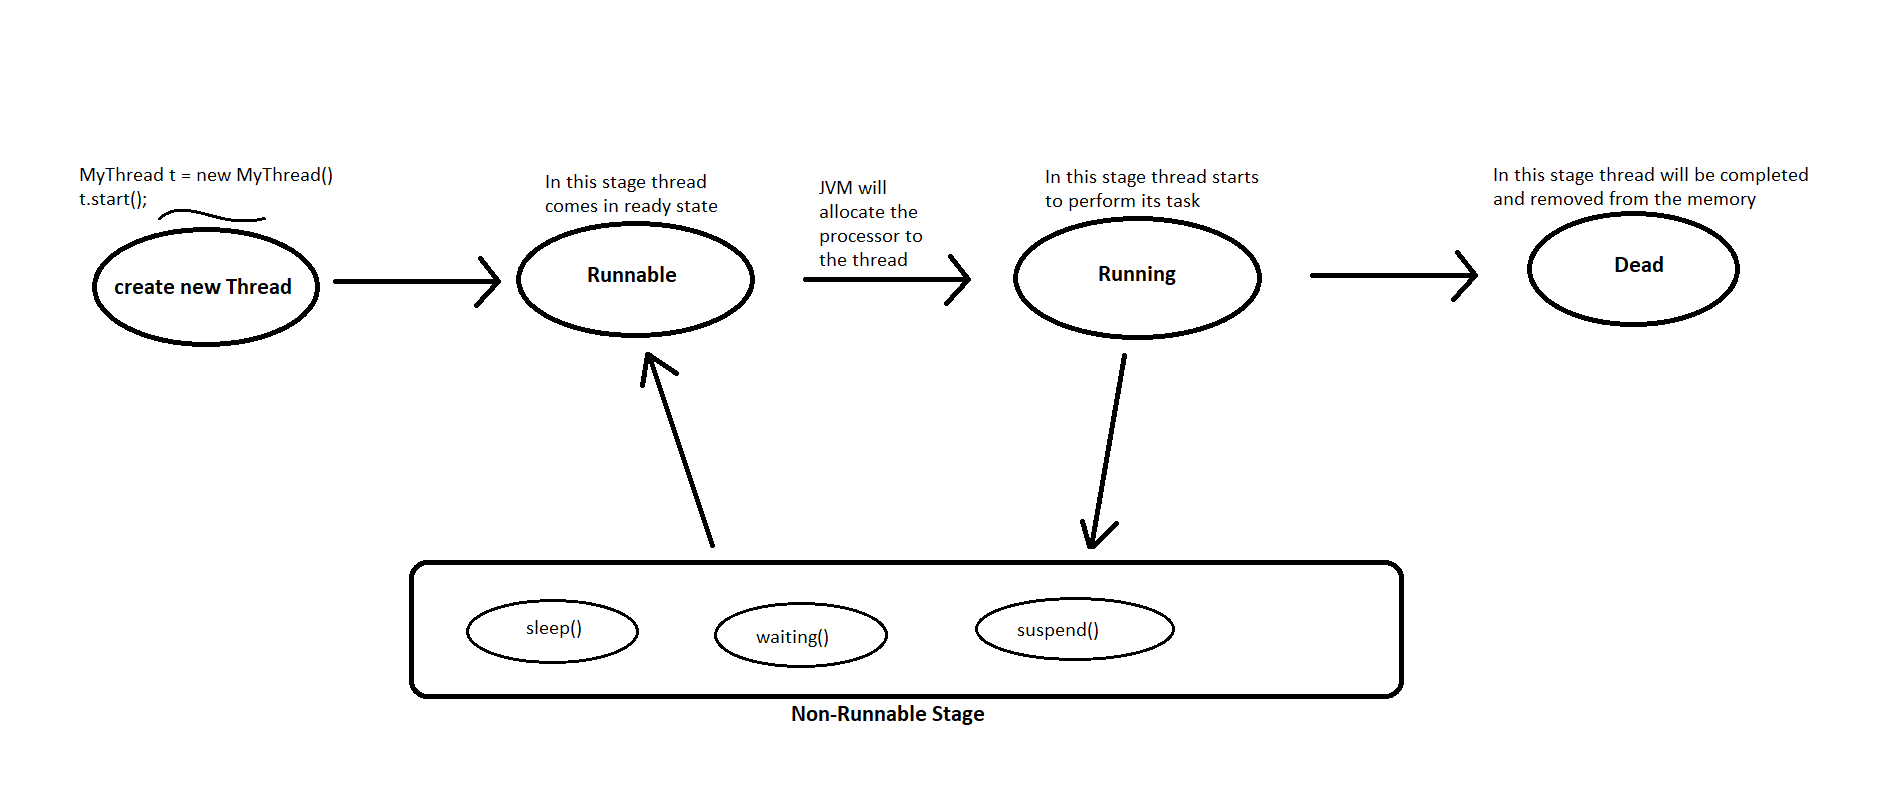 MyThread t = new MyThread()
t.start();
create new Thread
In this stage thread
comes in ready state
Runnable
JVM will
allocate the
processor to
the thread
In this stage thread starts
to perform its task
Running
In this stage thread will be completed
and removed from the memory
Dead
sleep()
waiting()
suspend()
Non-Runnable Stage